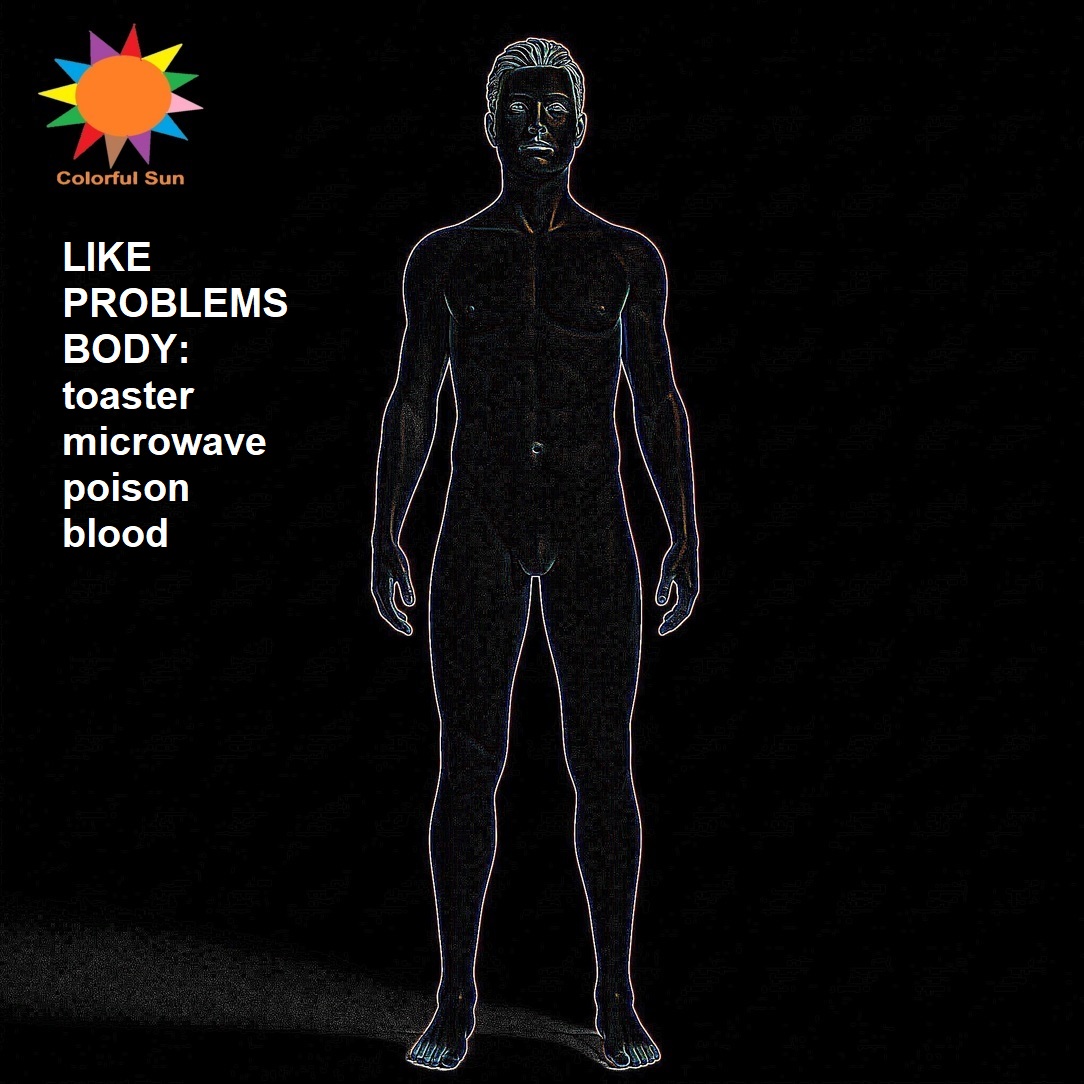 Colorful Sun
LIKE
PROBLEMS
BODY:
toaster
microwave
poison
blood